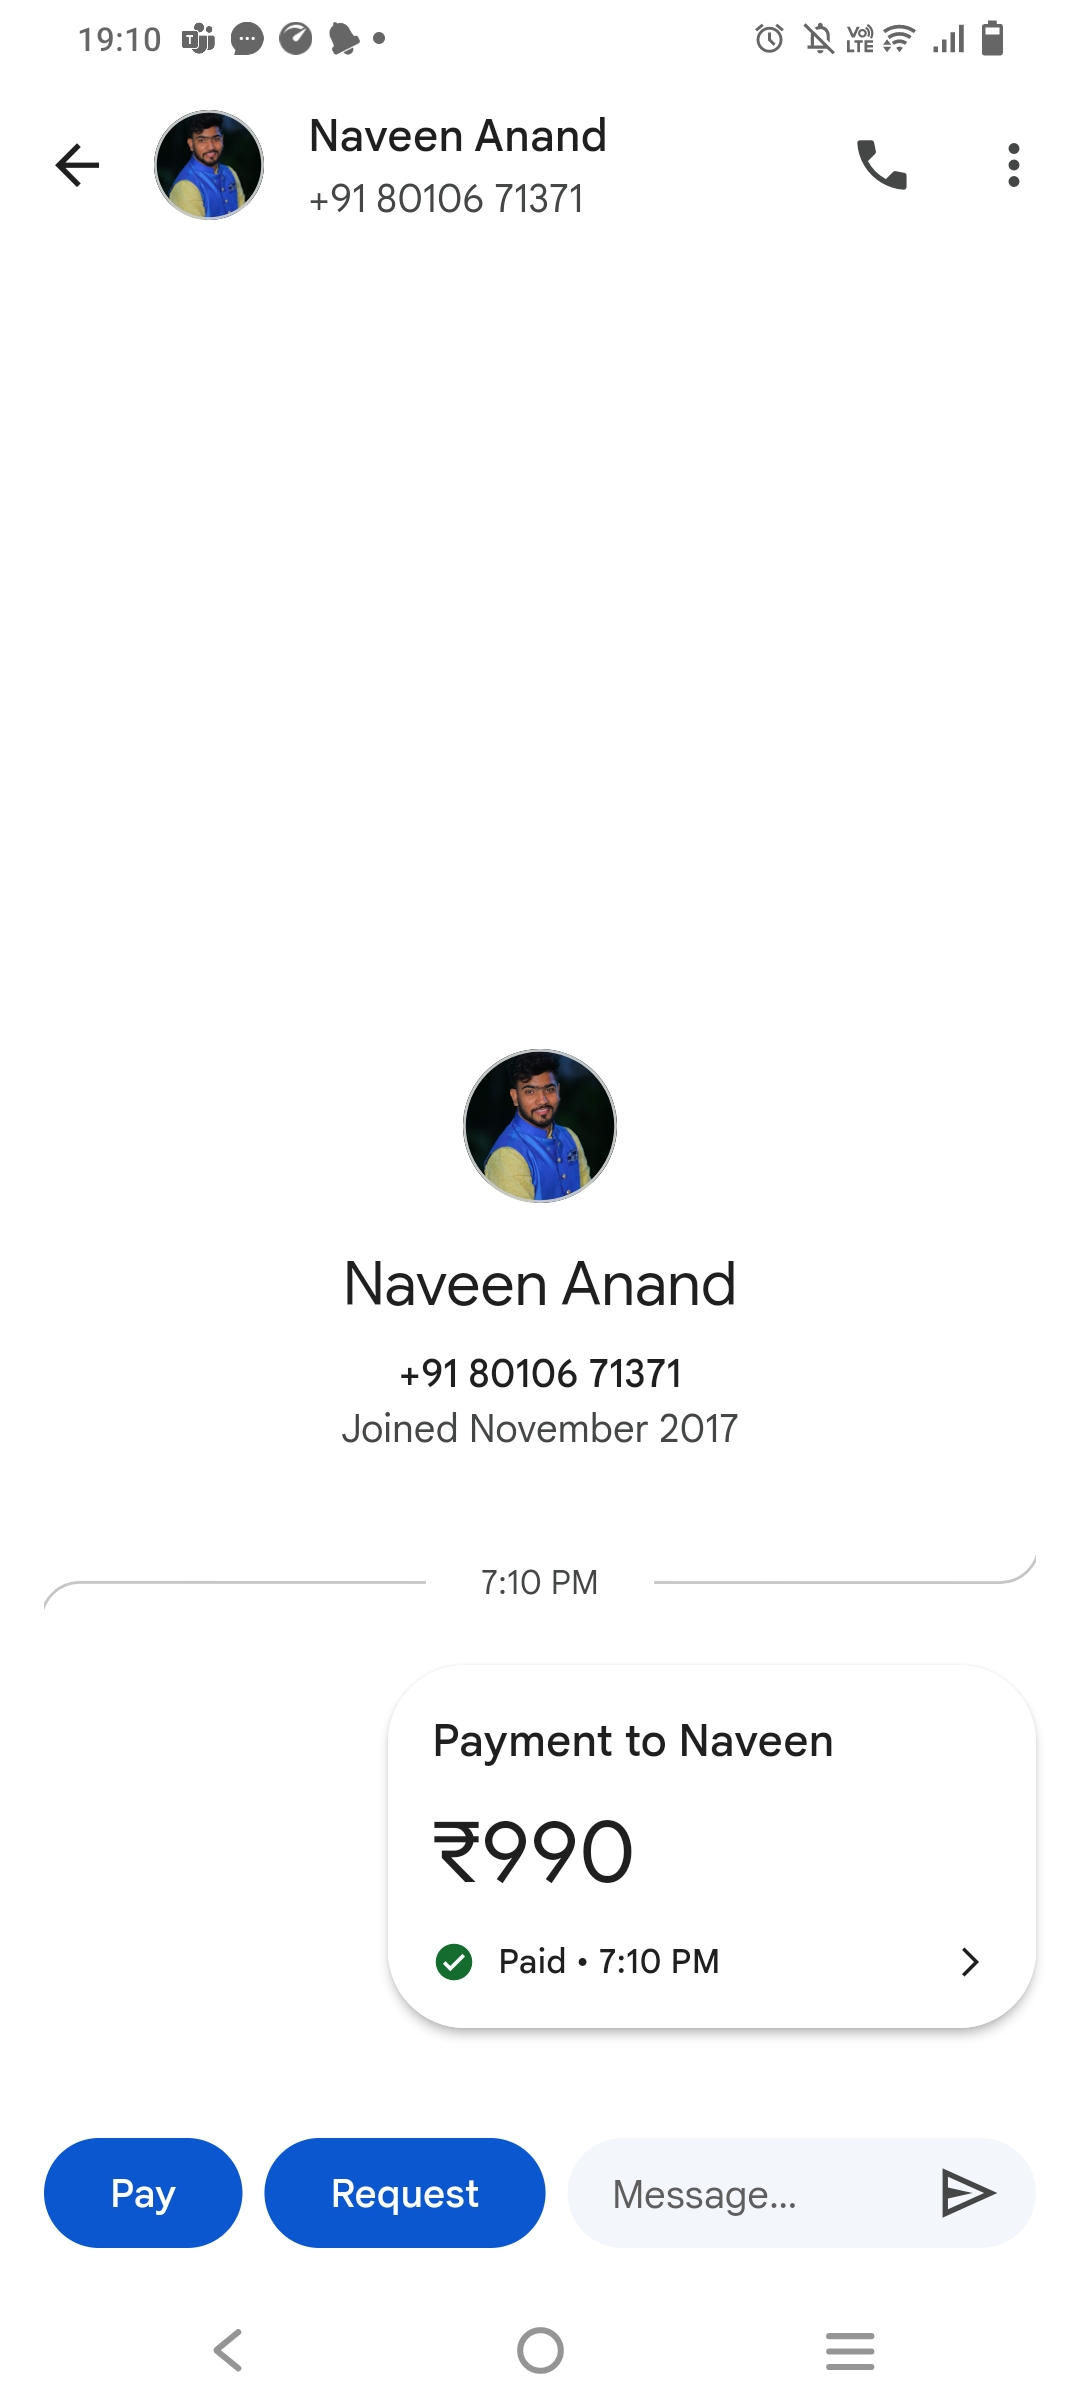 19:10
T
Vo))
LTE
Naveen Anand
+91 80106 71371
Naveen Anand
+91 80106 71371
Joined November 2017
7:10 PM
Payment to Naveen
₹990
Paid • 7:10 PM
Pay
Request
Message...